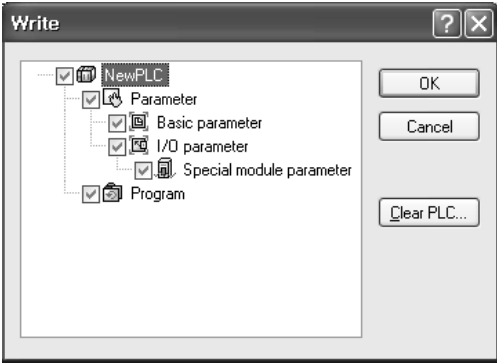 Write
NewPLC
Parameter
Basic parameter
I/O parameter
Special module parameter
Program
OK
Cancel
Clear PLC...